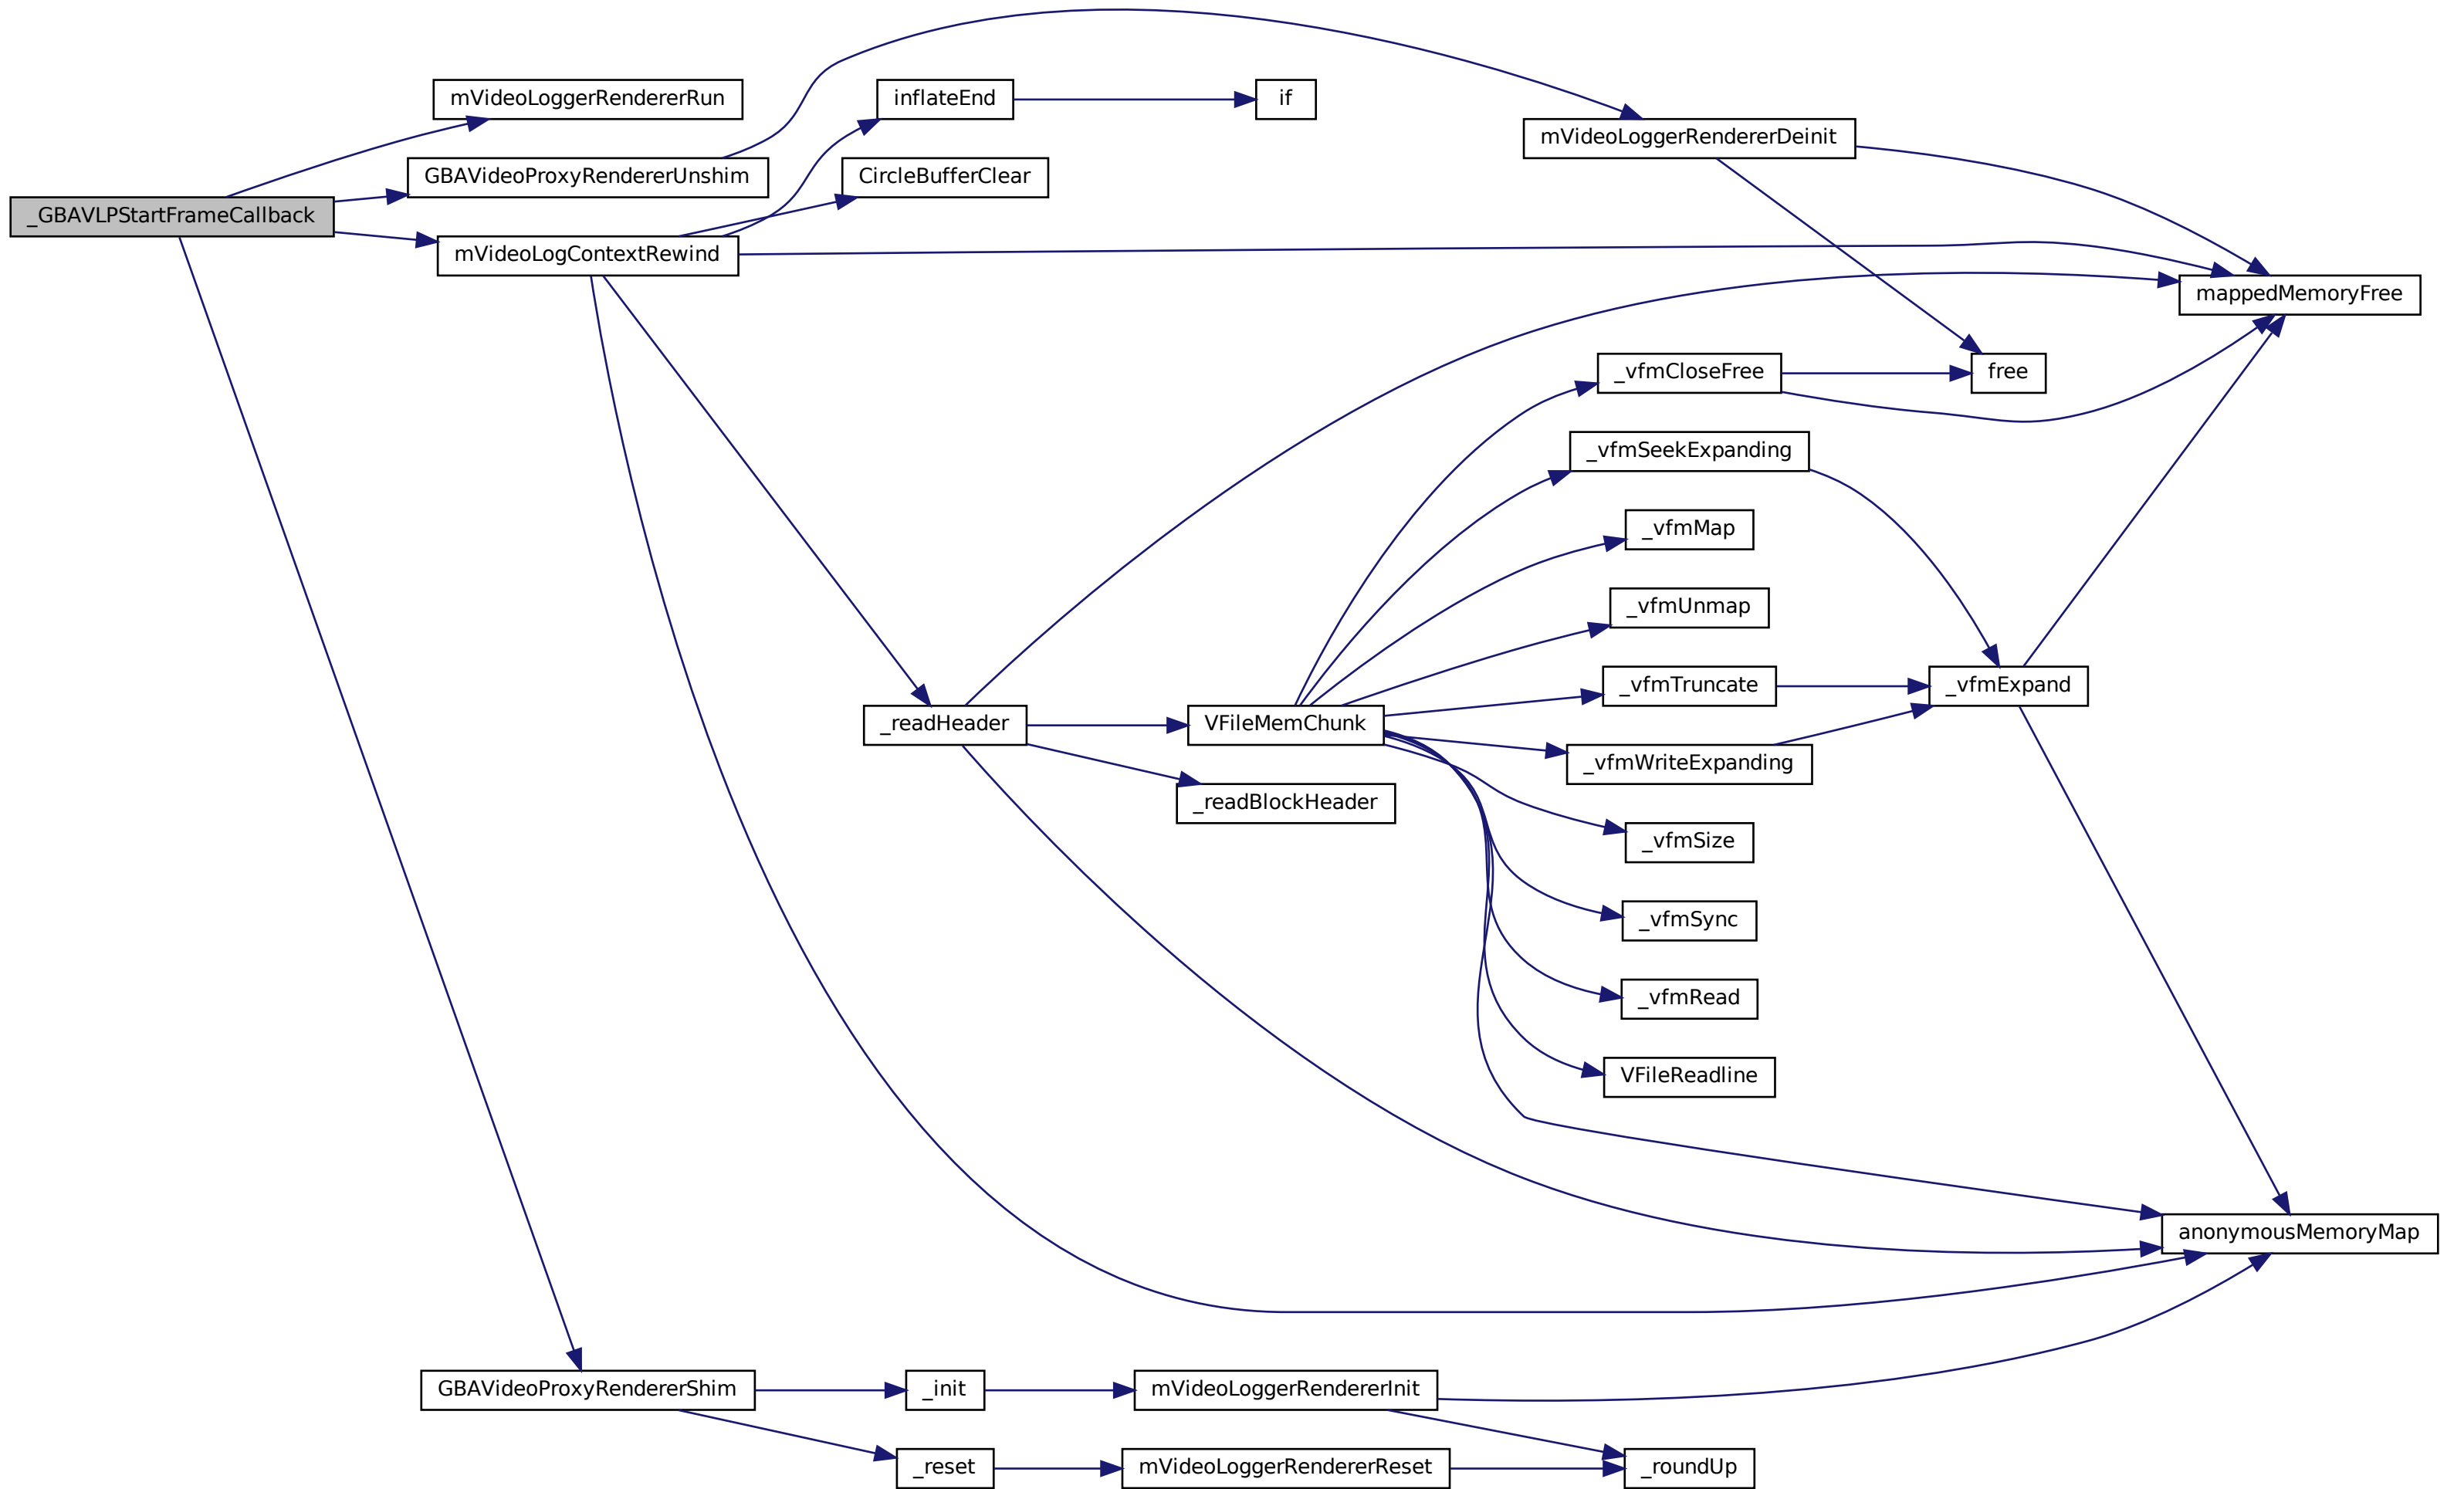 mVideoLoggerRendererRun
inflateEnd
if
mVideoLoggerRendererDeinit
GBAVideoProxyRendererUnshim
CircleBufferClear
_GBAVLPStartFrameCallback
mVideoLogContextRewind
mappedMemoryFree
_vfmCloseFree
free
_vfmSeekExpanding
_vfmMap
_vfmUnmap
_vfmTruncate
_vfmExpand
_readHeader
VFileMemChunk
_vfmWriteExpanding
_readBlockHeader
_vfmSize
_vfmSync
_vfmRead
VFileReadline
anonymousMemoryMap
GBAVideoProxyRendererShim
_init
mVideoLoggerRendererInit
_reset
mVideoLoggerRendererReset
_roundUp